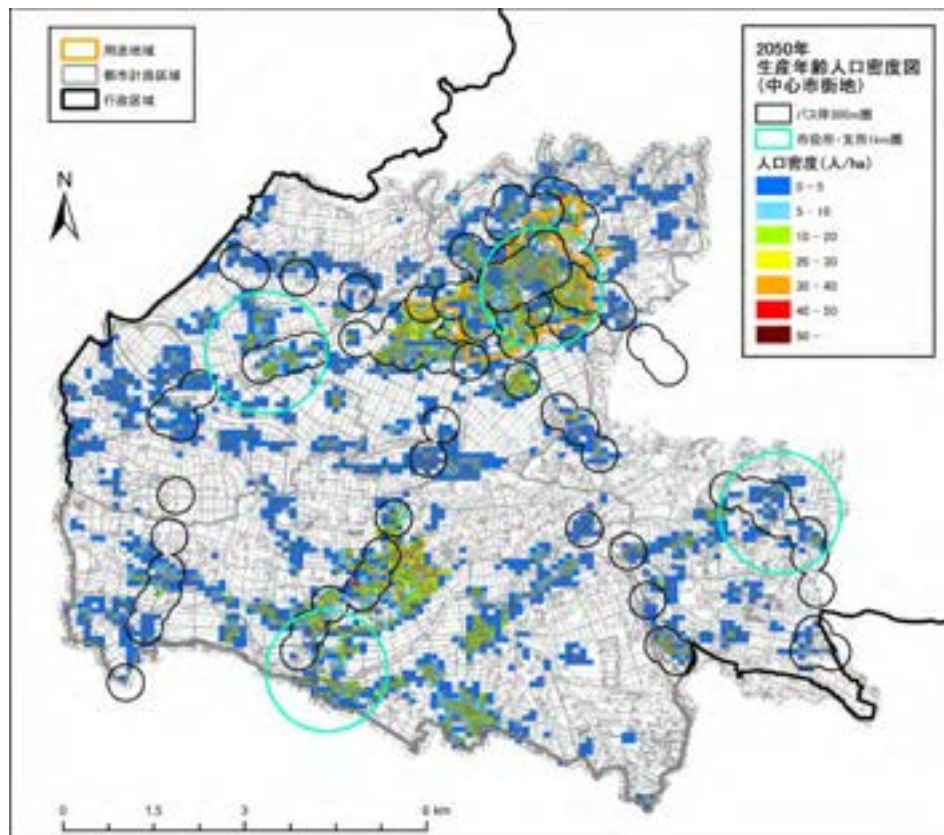 用途地域
都市計画区域
行政区域
N
2050年
生産年齢人口密度図
(中心市街地)
バス停300m圏
市役所・支所1km圏
人口密度(人/ha)
0 - 5
5 - 10
10 - 20
20 - 30
30 - 40
40 - 50
50 -
0 1.5 3 6 km